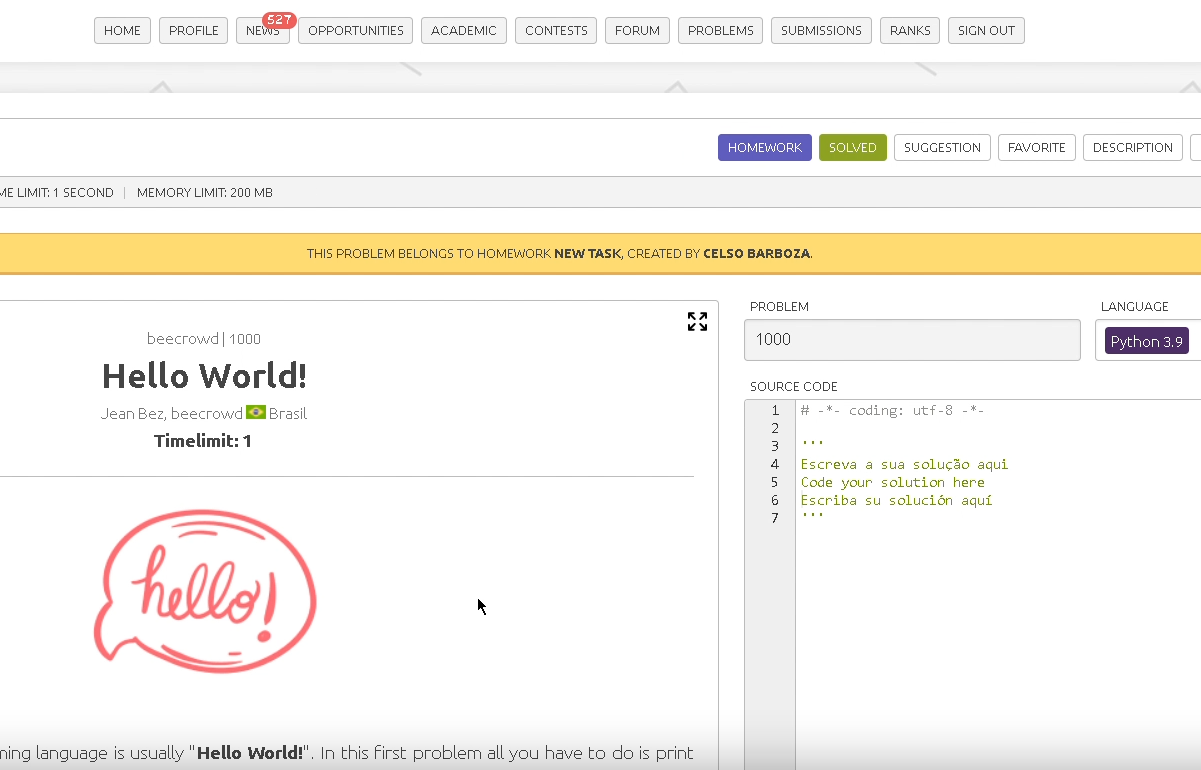 HOME PROFILE NEWS 527 OPPORTUNITIES ACADEMIC CONTESTS FORUM PROBLEMS SUBMISSIONS RANKS SIGN OUT
HOMEWORK SOLVED SUGGESTION FAVORITE DESCRIPTION
ME LIMIT: 1 SECOND | MEMORY LIMIT: 200 MB
THIS PROBLEM BELONGS TO HOMEWORK NEW TASK, CREATED BY CELSO BARBOZA.
beecrowd | 1000
Hello World!
Jean Bez, beecrowd Brasil
Timelimit: 1
hello!
ming language is usually "Hello World!". In this first problem all you have to do is print
PROBLEM
1000
LANGUAGE
Python 3.9
SOURCE CODE
1 # -*- coding: utf-8 -*-
2
3 '''
4 Escreva a sua solução aqui
5 Code your solution here
6 Escriba su solución aquí
7 '''